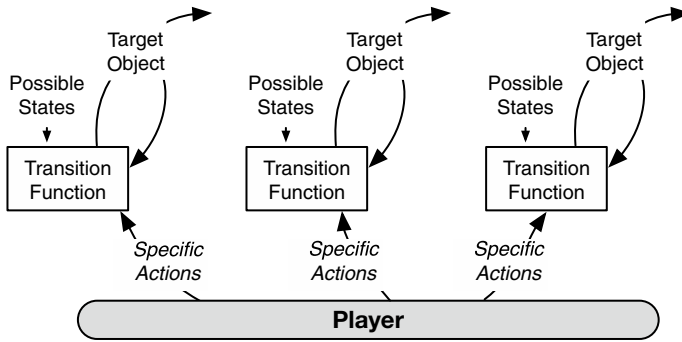 Target
Object
Possible
States
Transition
Function
Specific
Actions
Target
Object
Possible
States
Transition
Function
Specific
Actions
Target
Object
Possible
States
Transition
Function
Specific
Actions
Player